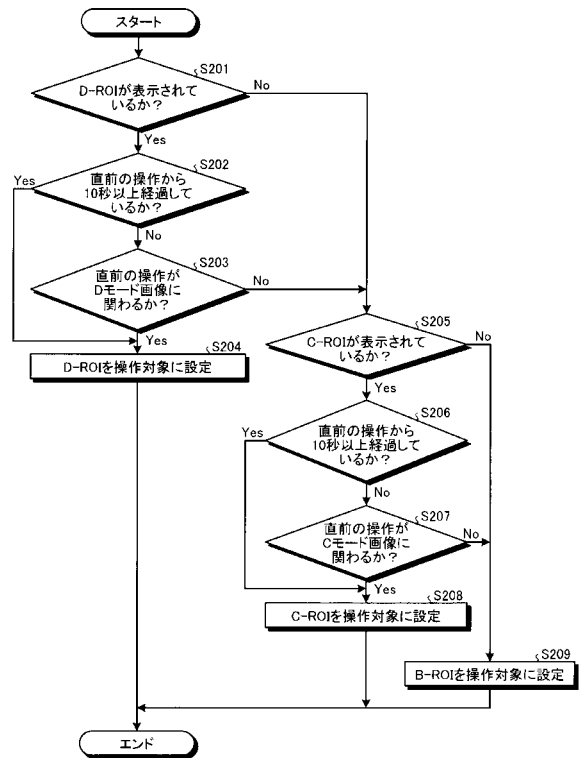 スタート
S201
D-ROIが表示されて
いるか？
No
Yes
S202
直前の操作から
10秒以上経過して
いるか？
Yes
No
S203
直前の操作が
Dモード画像に
関わるか？
No
Yes
S204
D-ROIを操作対象に設定
S205
C-ROIが表示されて
いるか？
No
Yes
S206
直前の操作から
10秒以上経過して
いるか？
Yes
No
S207
直前の操作が
Cモード画像に
関わるか？
No
Yes
S208
C-ROIを操作対象に設定
S209
B-ROIを操作対象に設定
エンド